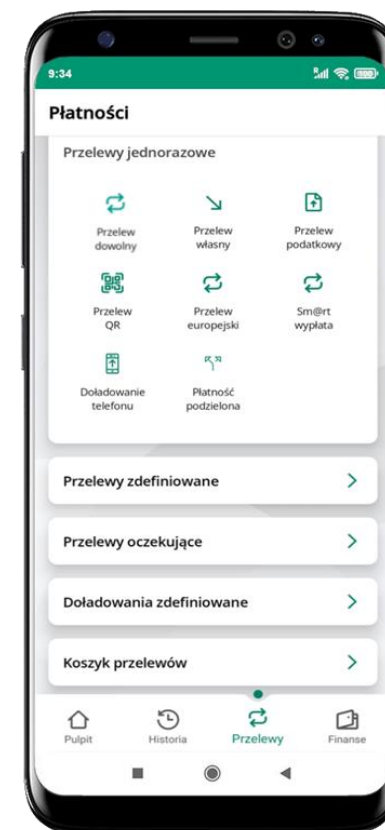 9:34
Płatności
Przelewy jednorazowe
Przelew
dowolny
Przelew
własny
Przelew
podatkowy
Przelew
QR
Przelew
europejski
Sm@rt
wypłata
Doładowanie
telefonu
Płatność
podzielona
Przelewy zdefiniowane
Przelewy oczekujące
Doładowania zdefiniowane
Koszyk przelewów
Pulpit
Historia
Przelewy
Finanse